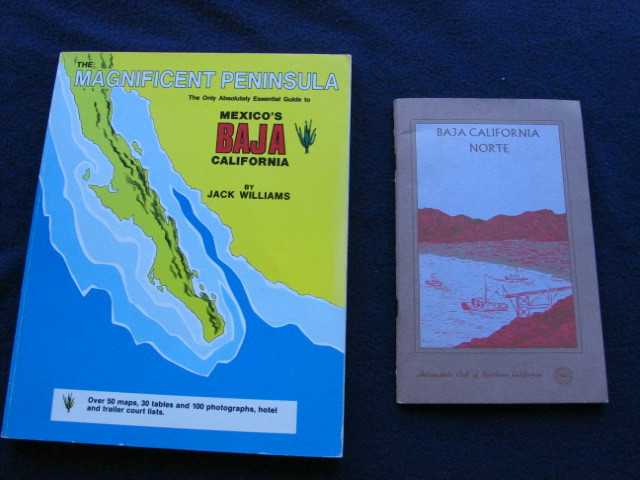 THE
MAGNIFICENT PENINSULA
The Only Absolutely Essential Guide to
MEXICO'S
BAJA
CALIFORNIA
BY
JACK WILLIAMS
Over 50 maps, 30 tables and 100 photographs, hotel
and trailer court lists.
BAJA CALIFORNIA
NORTE
Automobile Club of Southern California